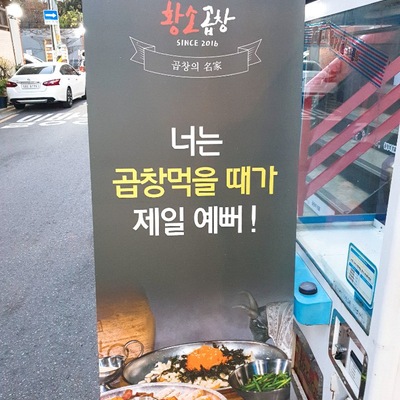 황소곱창
SINCE 2016
곱창의 名家
너는
곱창먹을 때가
제일 예뻐!